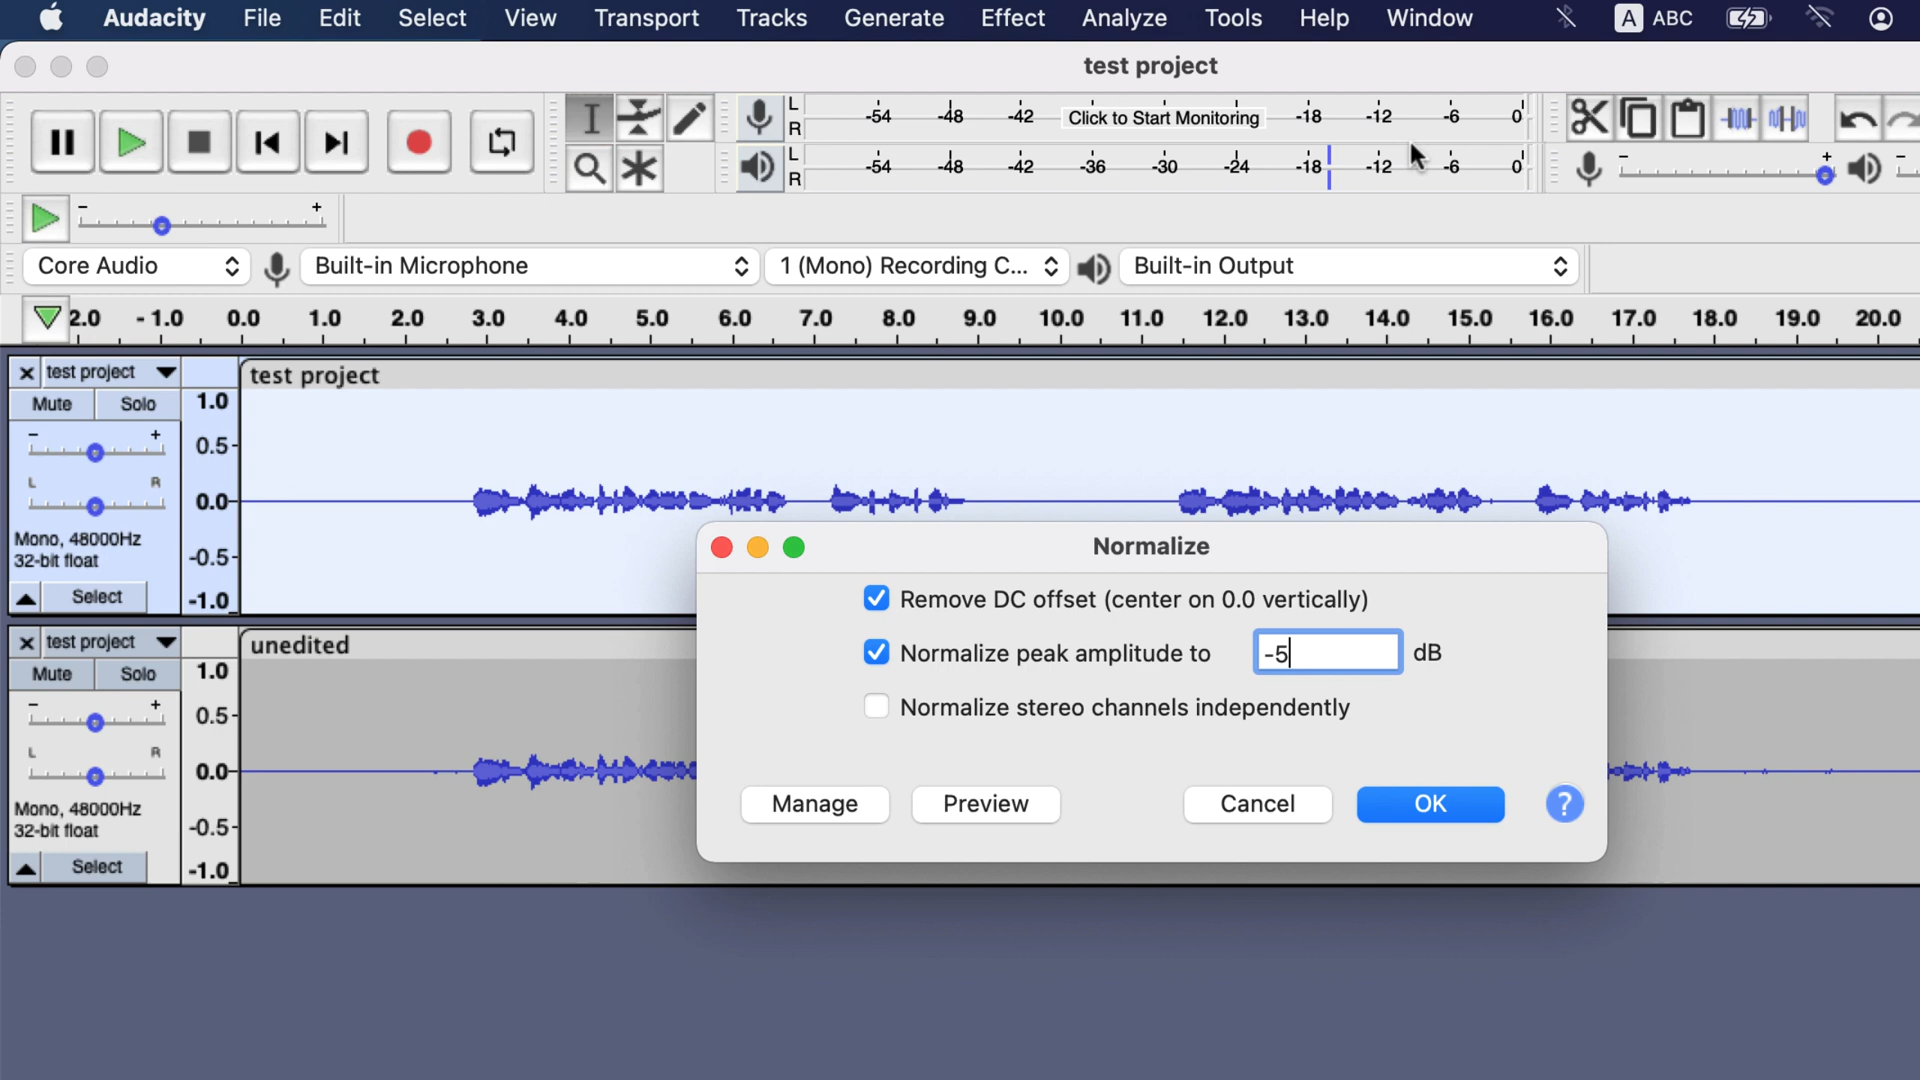 Audacity File Edit Select View Transport Tracks Generate Effect Analyze Tools Help Window A ABC
test project
L -54 -48 -42 Click to Start Monitoring -18 -12 -6 0
R
L -54 -48 -42 -36 -30 -24 -18 -12 -6 0 - + -
R
- +
Core Audio Built-in Microphone 1 (Mono) Recording C... Built-in Output
2.0 -1.0 0.0 1.0 2.0 3.0 4.0 5.0 6.0 7.0 8.0 9.0 10.0 11.0 12.0 13.0 14.0 15.0 16.0 17.0 18.0 19.0 20.0
× test project test project
Mute Solo 1.0
- + 0.5
L R
0.0
Mono, 48000Hz
32-bit float -0.5
Select -1.0
Normalize
Remove DC offset (center on 0.0 vertically)
Normalize peak amplitude to -5 dB
Normalize stereo channels independently
Manage Preview Cancel OK ?
× test project unedited
Mute Solo 1.0
- + 0.5
L R
0.0
Mono, 48000Hz
32-bit float -0.5
Select -1.0